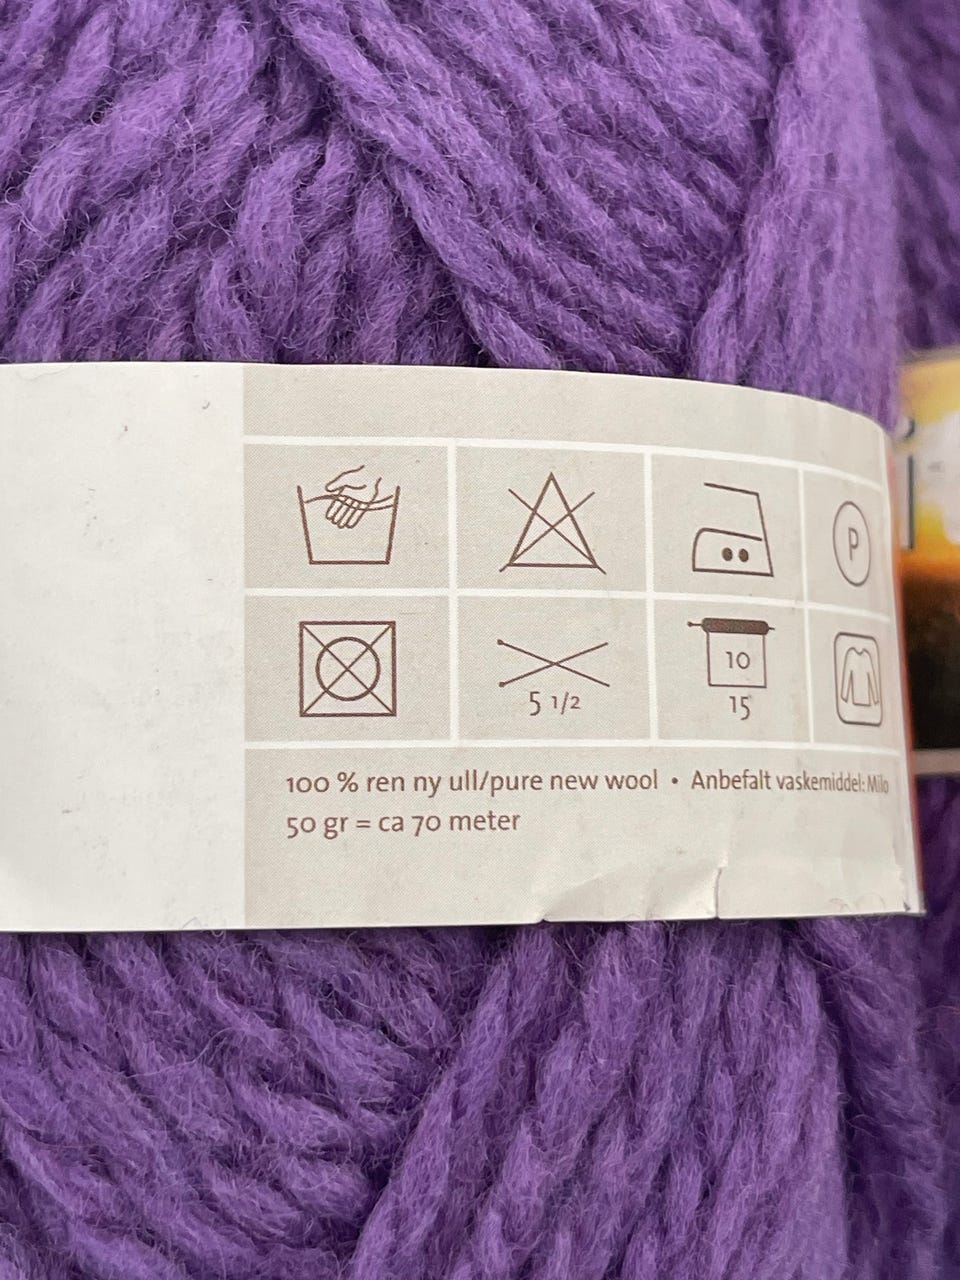 P
5 1/2
10
15
100 % ren ny ull/pure new wool • Anbefalt vaskemiddel: Milo
50 gr = ca 70 meter